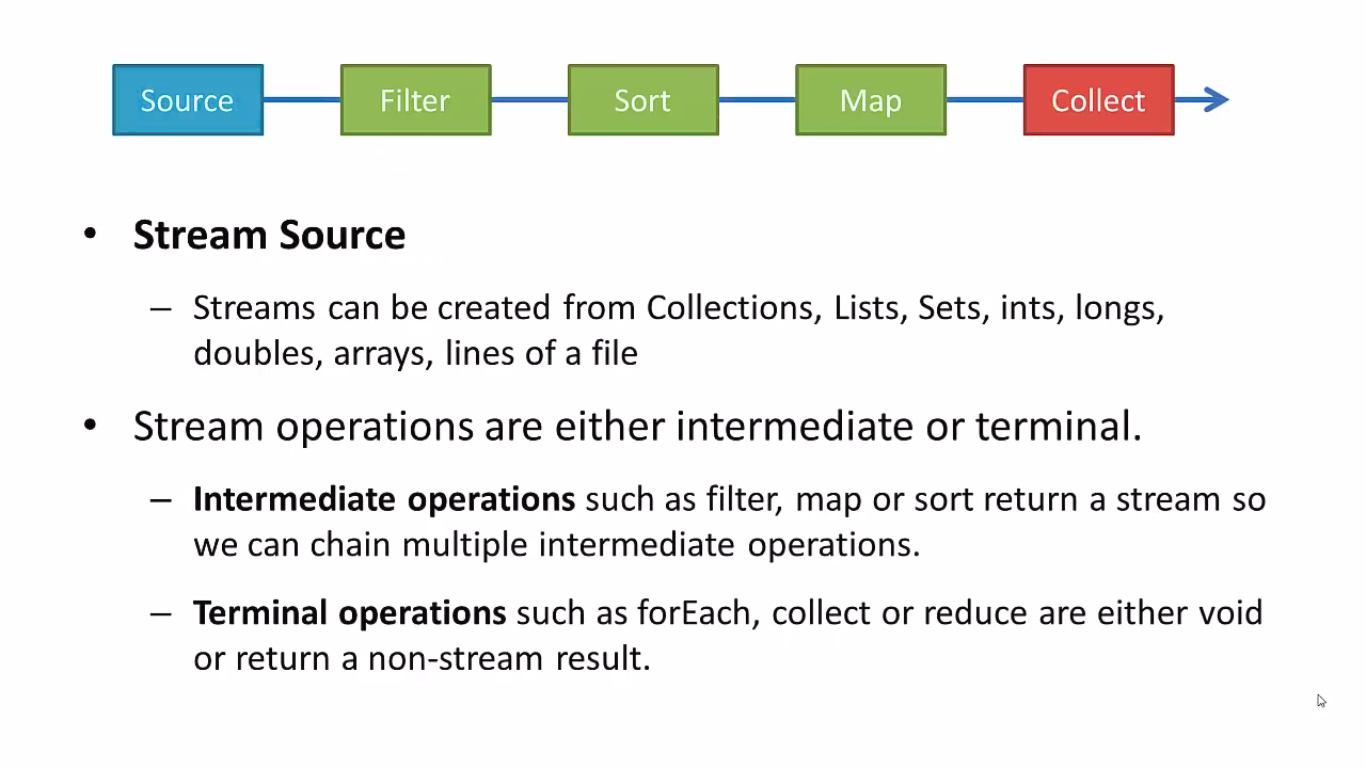 Source Filter Sort Map Collect
• Stream Source
– Streams can be created from Collections, Lists, Sets, ints, longs,
doubles, arrays, lines of a file
• Stream operations are either intermediate or terminal.
– Intermediate operations such as filter, map or sort return a stream so
we can chain multiple intermediate operations.
– Terminal operations such as forEach, collect or reduce are either void
or return a non-stream result.